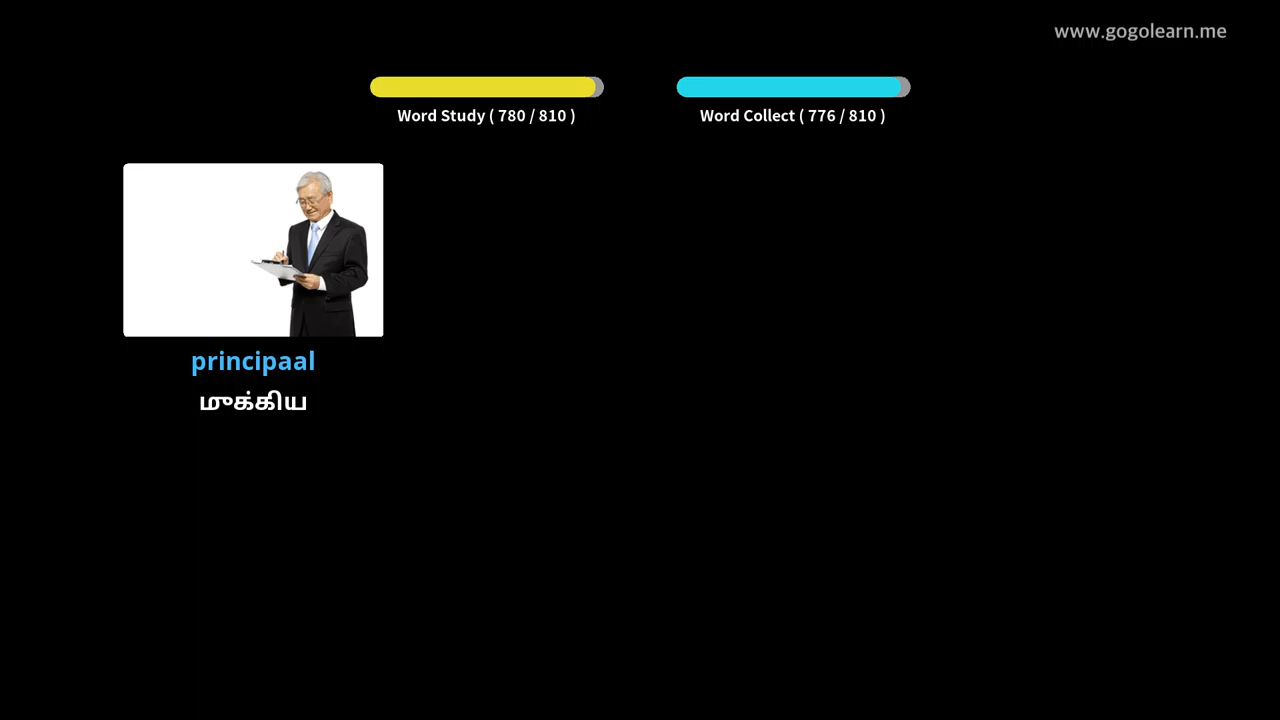 www.gogolearn.me
Word Study ( 780 / 810 )
Word Collect ( 776 / 810 )
principaal
முக்கிய